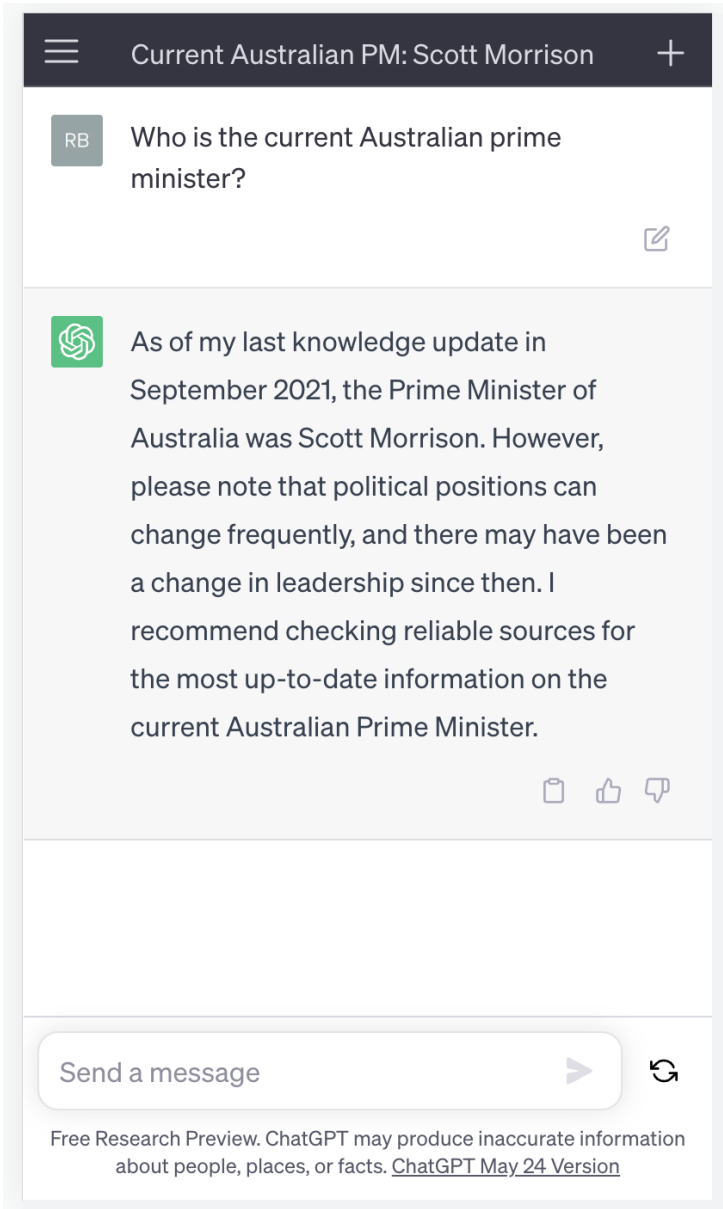 Current Australian PM: Scott Morrison
RB
Who is the current Australian prime
minister?
As of my last knowledge update in
September 2021, the Prime Minister of
Australia was Scott Morrison. However,
please note that political positions can
change frequently, and there may have been
a change in leadership since then. I
recommend checking reliable sources for
the most up-to-date information on the
current Australian Prime Minister.
Send a message
Free Research Preview. ChatGPT may produce inaccurate information
about people, places, or facts. ChatGPT May 24 Version